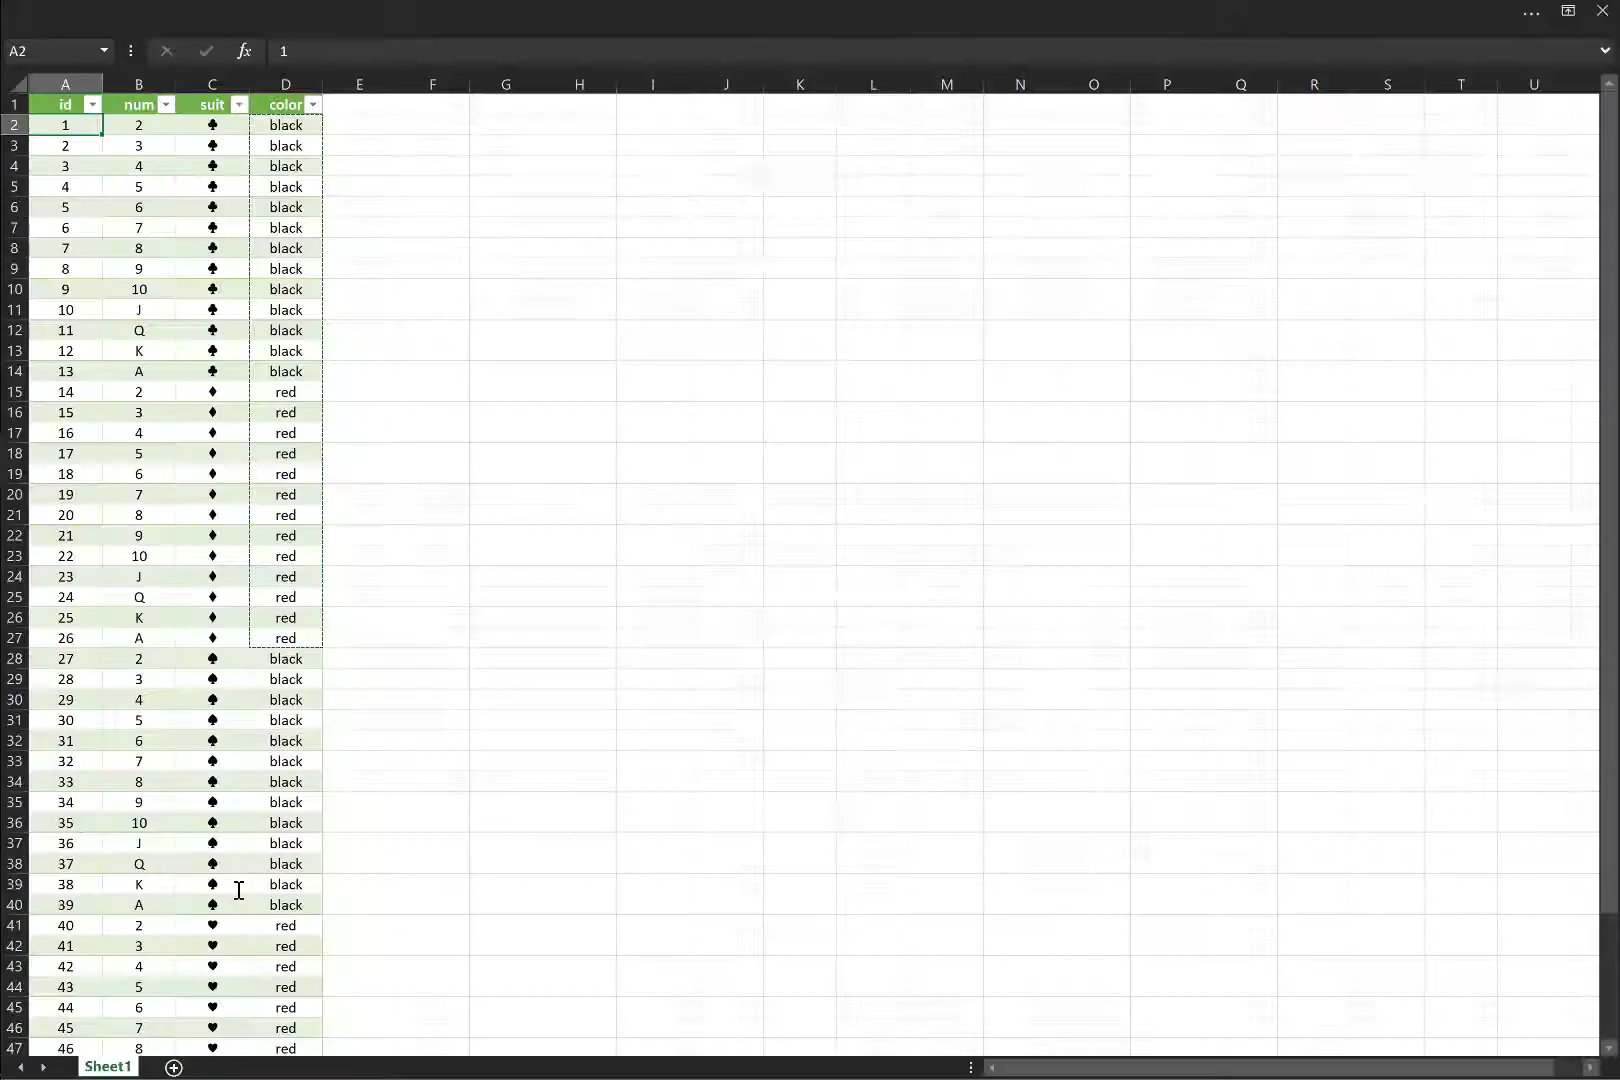 A2 fx 1
A B C D E F G H I J K L M N O P Q R S T U
1 id num suit color
2 1 2 ♣ black
3 2 3 ♣ black
4 3 4 ♣ black
5 4 5 ♣ black
6 5 6 ♣ black
7 6 7 ♣ black
8 7 8 ♣ black
9 8 9 ♣ black
10 9 10 ♣ black
11 10 J ♣ black
12 11 Q ♣ black
13 12 K ♣ black
14 13 A ♣ black
15 14 2 ♦ red
16 15 3 ♦ red
17 16 4 ♦ red
18 17 5 ♦ red
19 18 6 ♦ red
20 19 7 ♦ red
21 20 8 ♦ red
22 21 9 ♦ red
23 22 10 ♦ red
24 23 J ♦ red
25 24 Q ♦ red
26 25 K ♦ red
27 26 A ♦ red
28 27 2 ♠ black
29 28 3 ♠ black
30 29 4 ♠ black
31 30 5 ♠ black
32 31 6 ♠ black
33 32 7 ♠ black
34 33 8 ♠ black
35 34 9 ♠ black
36 35 10 ♠ black
37 36 J ♠ black
38 37 Q ♠ black
39 38 K ♠ black
40 39 A ♠ black
41 40 2 ♥ red
42 41 3 ♥ red
43 42 4 ♥ red
44 43 5 ♥ red
45 44 6 ♥ red
46 45 7 ♥ red
47 46 8 ♥ red
Sheet1